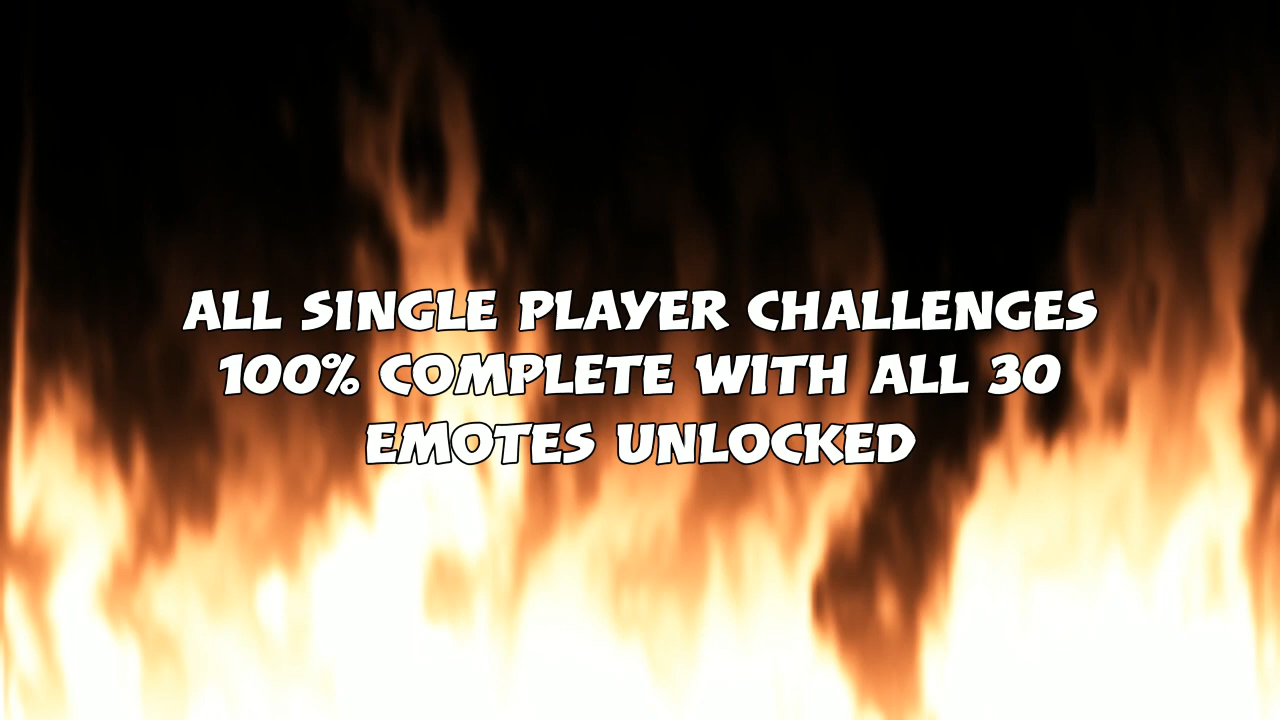 ALL SINGLE PLAYER CHALLENGES
100% COMPLETE WITH ALL 30
EMOTES UNLOCKED